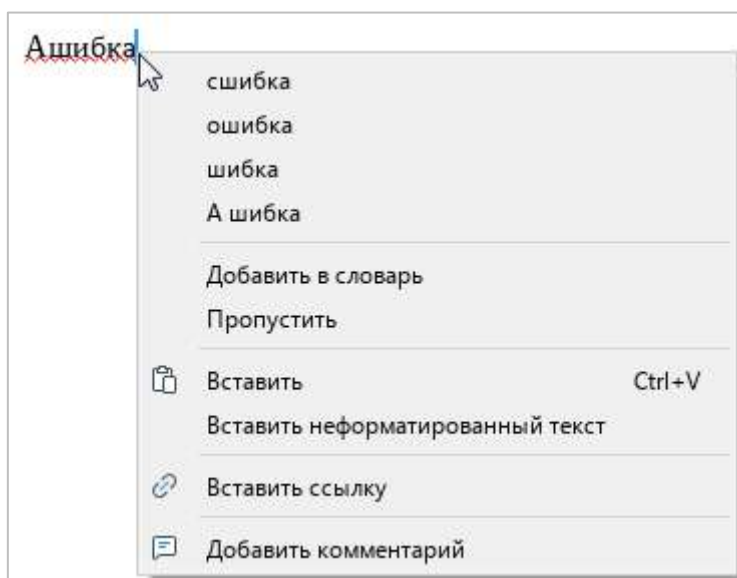 Ашибка
сшибка
ошибка
шибка
А шибка
Добавить в словарь
Пропустить
Вставить Ctrl+V
Вставить неформатированный текст
Вставить ссылку
Добавить комментарий